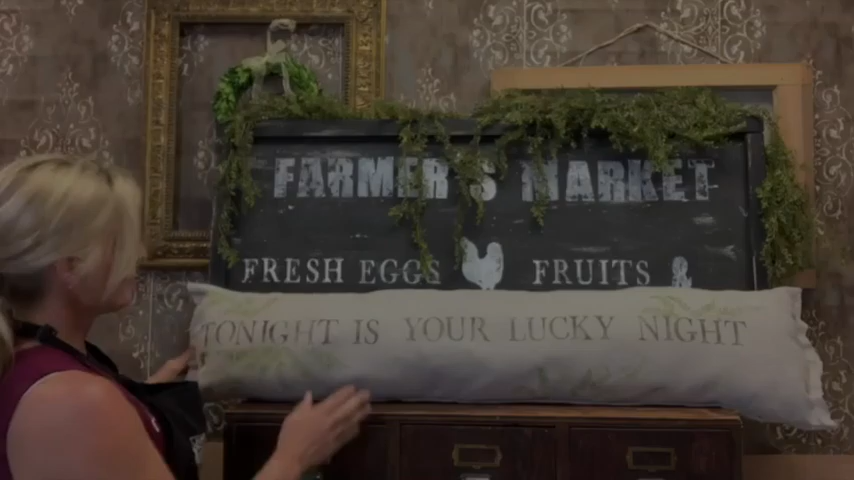 FARMER'S MARKET
FRESH EGGS FRUITS &
TONIGHT IS YOUR LUCKY NIGHT